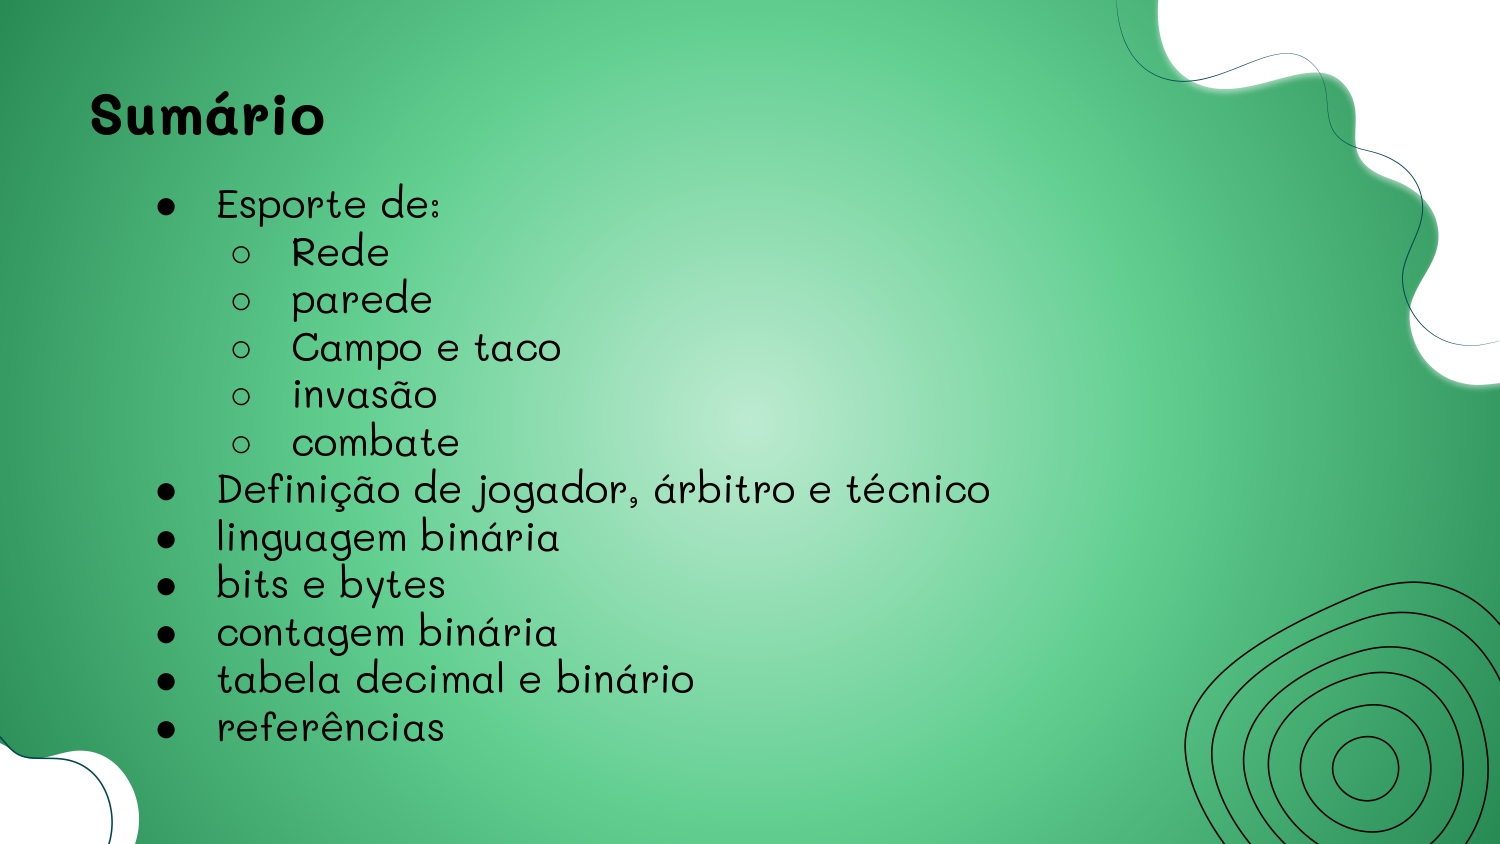 Sumário
● Esporte de:
○ Rede
○ parede
○ Campo e taco
○ invasão
○ combate
● Definição de jogador, árbitro e técnico
● linguagem binária
● bits e bytes
● contagem binária
● tabela decimal e binário
● referências